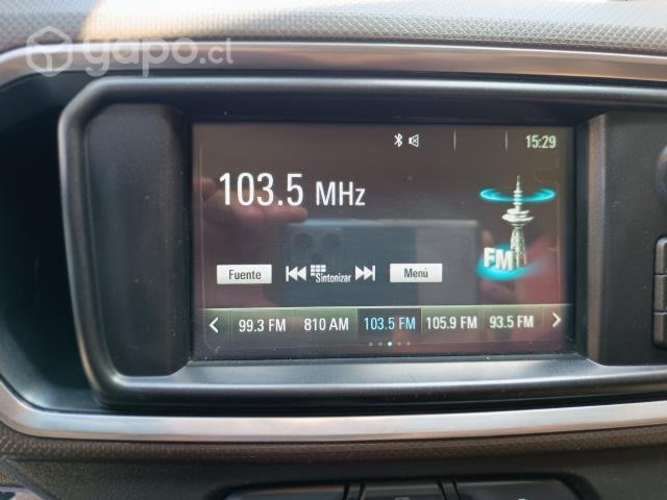 yapo.cl
15:29
103.5 MHz
FM
Fuente
Sintonizar
Menú
99.3 FM
810 AM
103.5 FM
105.9 FM
93.5 FM